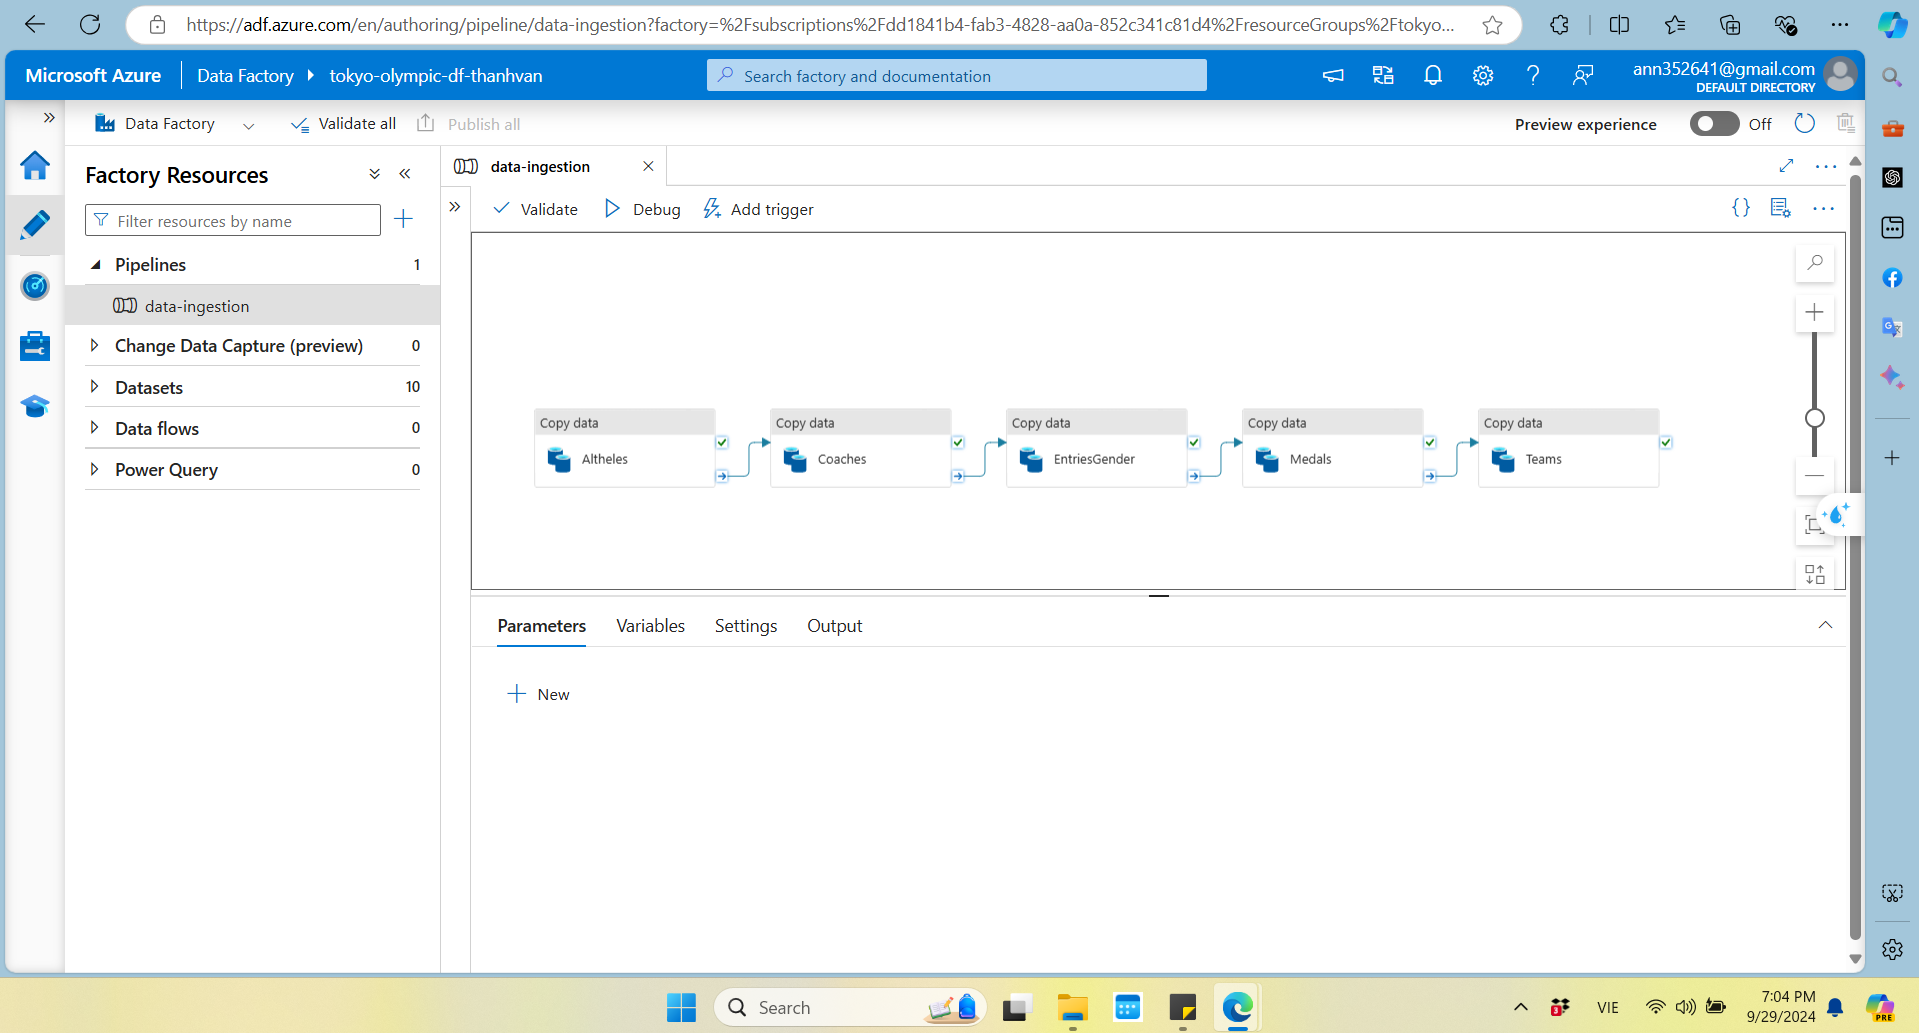 https://adf.azure.com/en/authoring/pipeline/data-ingestion?factory=%2Fsubscriptions%2Fdd1841b4-fab3-4828-aa0a-852c341c81d4%2FresourceGroups%2Ftokyo...
Microsoft Azure
Data Factory
tokyo-olympic-df-thanhvan
Search factory and documentation
ann352641@gmail.com
DEFAULT DIRECTORY
Data Factory
Validate all
Publish all
Preview experience
Off
Factory Resources
data-ingestion
Filter resources by name
Validate
Debug
Add trigger
Pipelines 1
data-ingestion
Change Data Capture (preview) 0
Datasets 10
Data flows 0
Power Query 0
Copy data
Altheles
Copy data
Coaches
Copy data
EntriesGender
Copy data
Medals
Copy data
Teams
Parameters
Variables
Settings
Output
New
Search
3
VIE
7:04 PM
9/29/2024
PRE